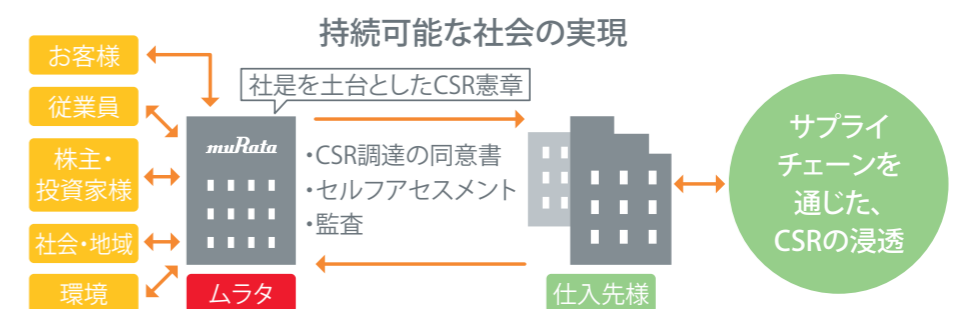 持続可能な社会の実現
お客様
従業員
株主・
投資家様
社会・地域
環境
社是を土台としたCSR憲章
muRata
ムラタ
・CSR調達の同意書
・セルフアセスメント
・監査
仕入先様
サプライ
チェーンを
通じた、
CSRの浸透